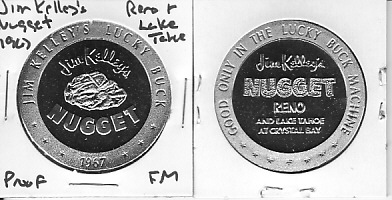 Jim Kelley's
Nugget
1967
Reno +
Lake
Tahoe
JIM KELLEY'S LUCKY BUCK
Jim Kelley's
NUGGET
1967
Proof
FM
GOOD ONLY IN THE LUCKY BUCK MACHINE
Jim Kelley's
NUGGET
RENO
AND LAKE TAHOE
AT CRYSTAL BAY